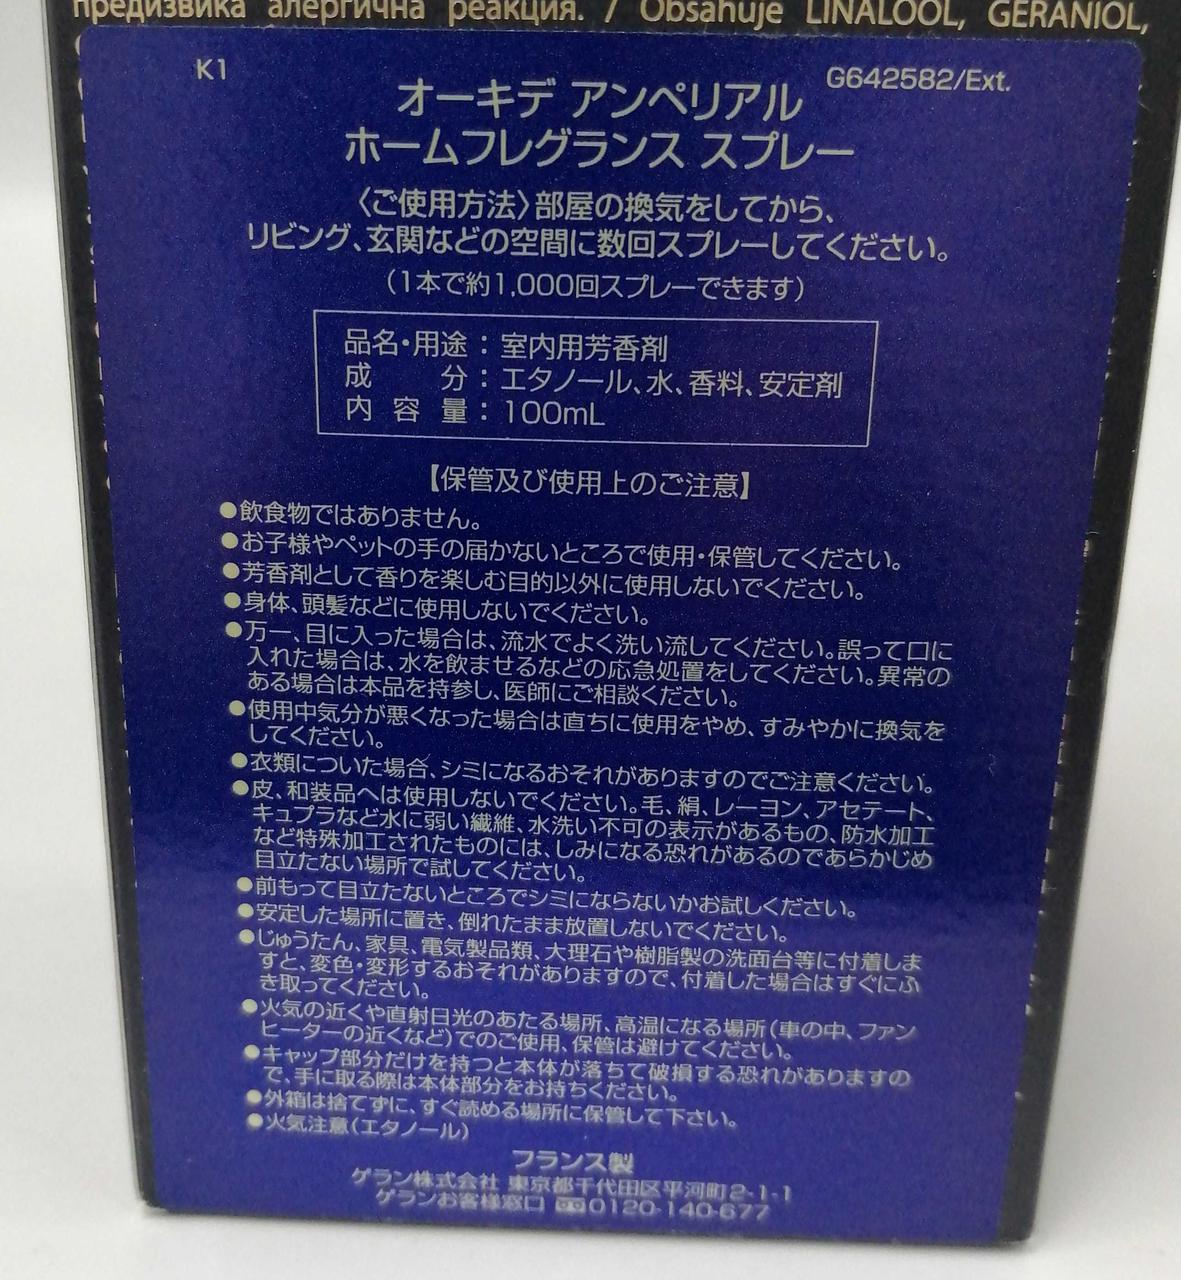 предизвика алергична реакция. / Obsahuje LINALOOL, GERANIOL,
K1
G642582/Ext.
オーキデ アンペリアル
ホームフレグランス スプレー
〈ご使用方法〉部屋の換気をしてから、
リビング、玄関などの空間に数回スプレーしてください。
(1本で約1,000回スプレーできます)
品名・用途：室内用芳香剤
成 分：エタノール、水、香料、安定剤
内 容 量：100mL
【保管及び使用上のご注意】
●飲食物ではありません。
●お子様やペットの手の届かないところで使用・保管してください。
●芳香剤として香りを楽しむ目的以外に使用しないでください。
●身体、頭髪などに使用しないでください。
●万一、目に入った場合は、流水でよく洗い流してください。誤って口に
入れた場合は、水を飲ませるなどの応急処置をしてください。異常の
ある場合は本品を持参し、医師にご相談ください。
●使用中気分が悪くなった場合は直ちに使用をやめ、すみやかに換気を
してください。
●衣類についた場合、シミになるおそれがありますのでご注意ください。
●皮、和装品へは使用しないでください。毛、絹、レーヨン、アセテート、
キュプラなど水に弱い繊維、水洗い不可の表示があるもの、防水加工
など特殊加工されたものには、しみになる恐れがあるのであらかじめ
目立たない場所で試してください。
●前もって目立たないところでシミにならないかお試しください。
●安定した場所に置き、倒れたまま放置しないでください。
●じゅうたん、家具、電気製品類、大理石や樹脂製の洗面台等に付着しま
すと、変色・変形するおそれがありますので、付着した場合はすぐにふ
き取ってください。
●火気の近くや直射日光のあたる場所、高温になる場所(車の中、ファン
ヒーターの近くなど)でのご使用、保管は避けてください。
●キャップ部分だけを持つと本体が落ちて破損する恐れがありますの
で、手に取る際は本体部分をお持ちください。
●外箱は捨てずに、すぐ読める場所に保管して下さい。
●火気注意(エタノール)
フランス製
ゲラン株式会社 東京都千代田区平河町2-1-1
ゲランお客様窓口 0120-140-677